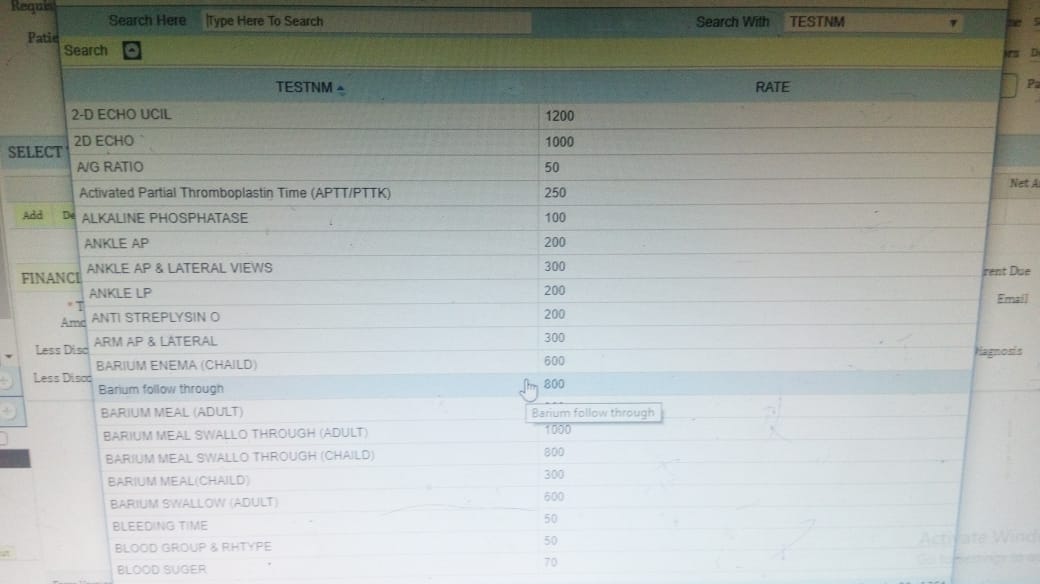 Requis
Search Here Type Here To Search Search With TESTNM
Patie
Search
TESTNM RATE
2-D ECHO UCIL 1200
2D ECHO 1000
SELECT
A/G RATIO 50
Net A
Activated Partial Thromboplastin Time (APTT/PTTK) 250
Add De
ALKALINE PHOSPHATASE 100
ANKLE AP 200
ANKLE AP & LATERAL VIEWS 300
FINANCI
rent Due
ANKLE LP 200
Email
* T
ANTI STREPLYSIN O 200
Amo
ARM AP & LATERAL 300
Less Disc
iagnosis
BARIUM ENEMA (CHAILD) 600
Less Disco
Barium follow through 800
Barium follow through
BARIUM MEAL (ADULT)
BARIUM MEAL SWALLO THROUGH (ADULT) 1000
BARIUM MEAL SWALLO THROUGH (CHAILD) 800
BARIUM MEAL(CHAILD) 300
BARIUM SWALLOW (ADULT) 600
BLEEDING TIME 50
BLOOD GROUP & RHTYPE 50
Activate Wind
BLOOD SUGER 70